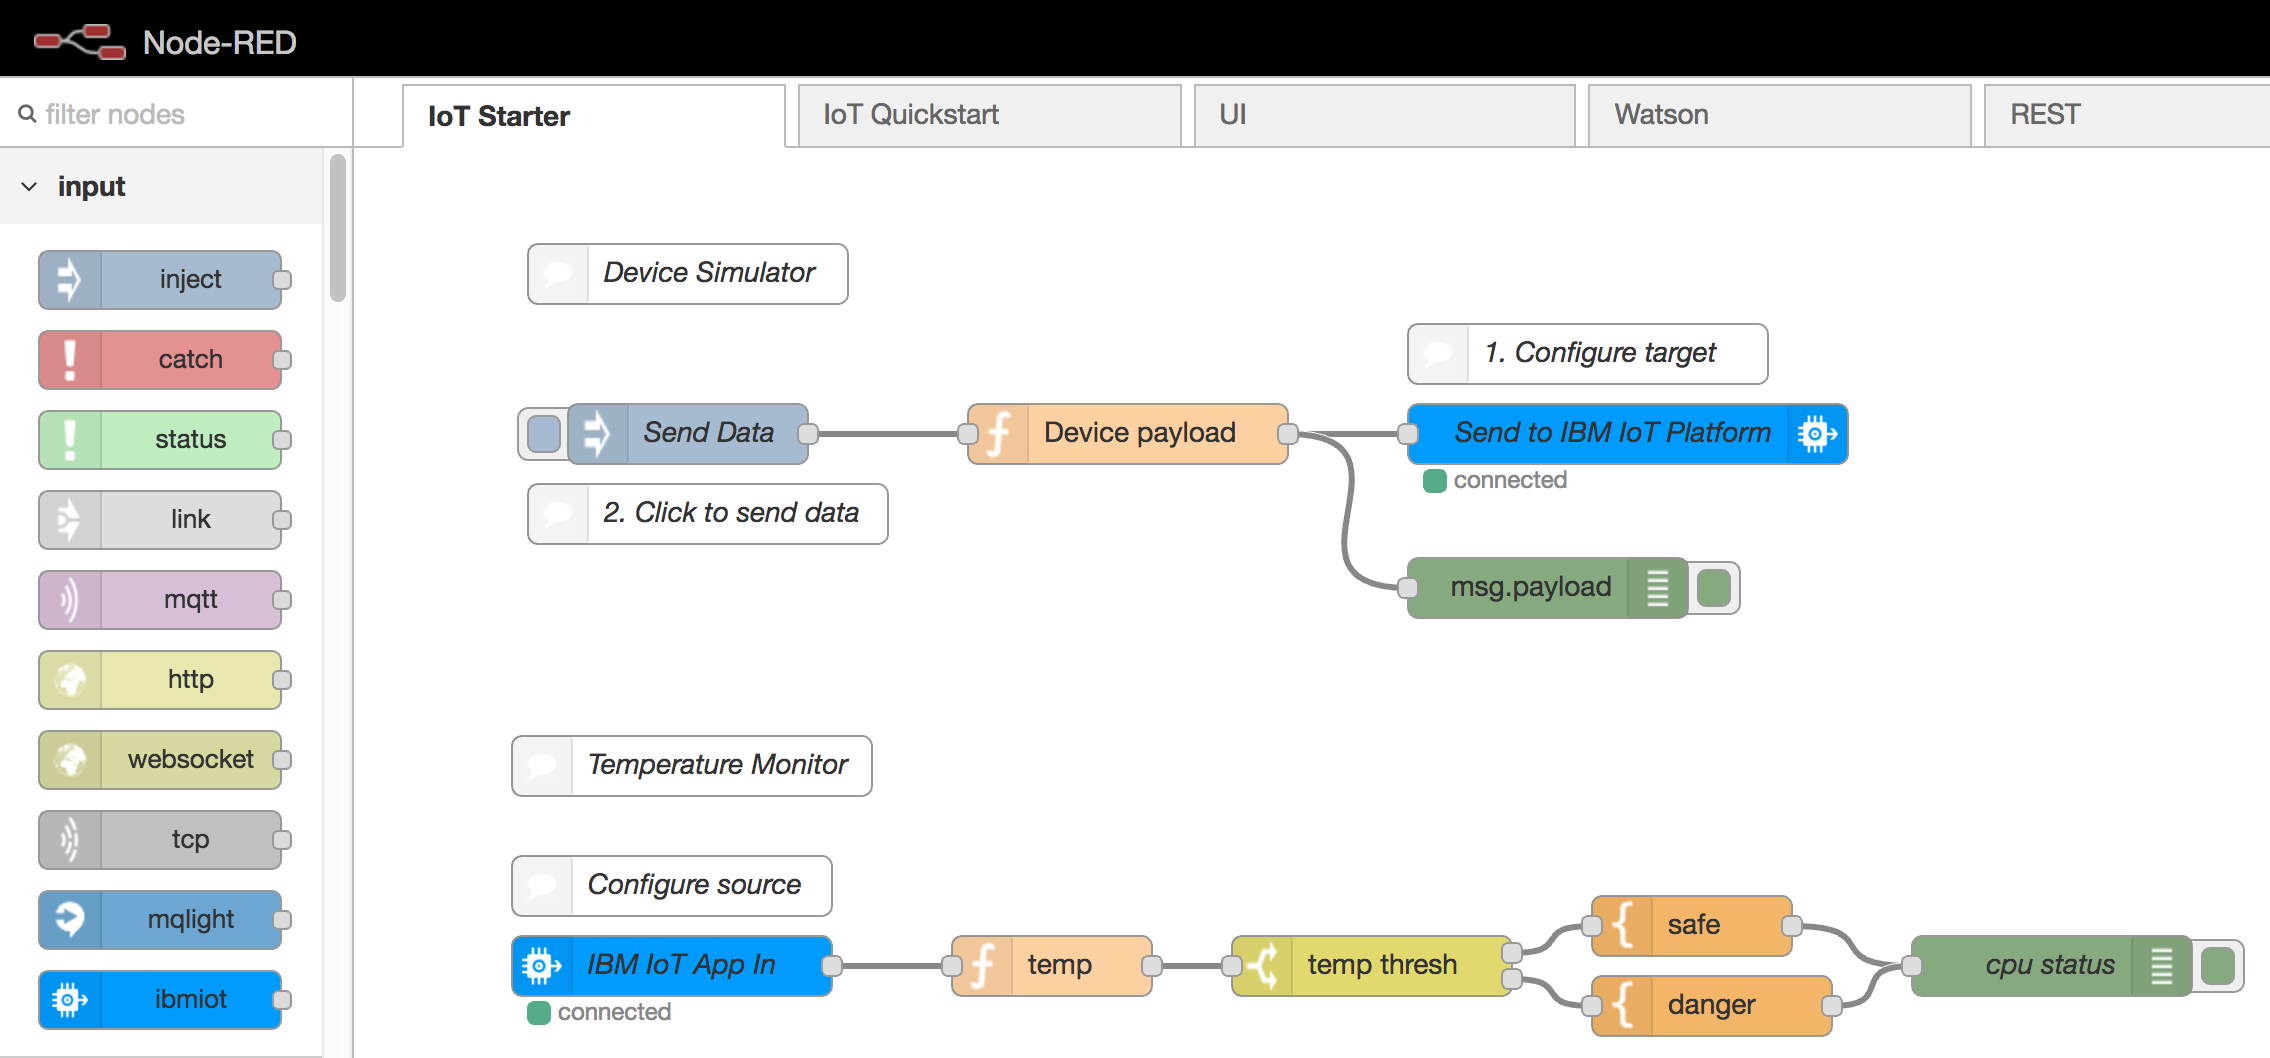 Node-RED
filter nodes
IoT Starter
IoT Quickstart
UI
Watson
REST
input
inject
catch
status
link
mqtt
http
websocket
tcp
mqlight
ibmiot
Device Simulator
1. Configure target
Send Data
Device payload
Send to IBM IoT Platform
connected
2. Click to send data
msg.payload
Temperature Monitor
Configure source
IBM IoT App In
connected
temp
temp thresh
safe
danger
cpu status